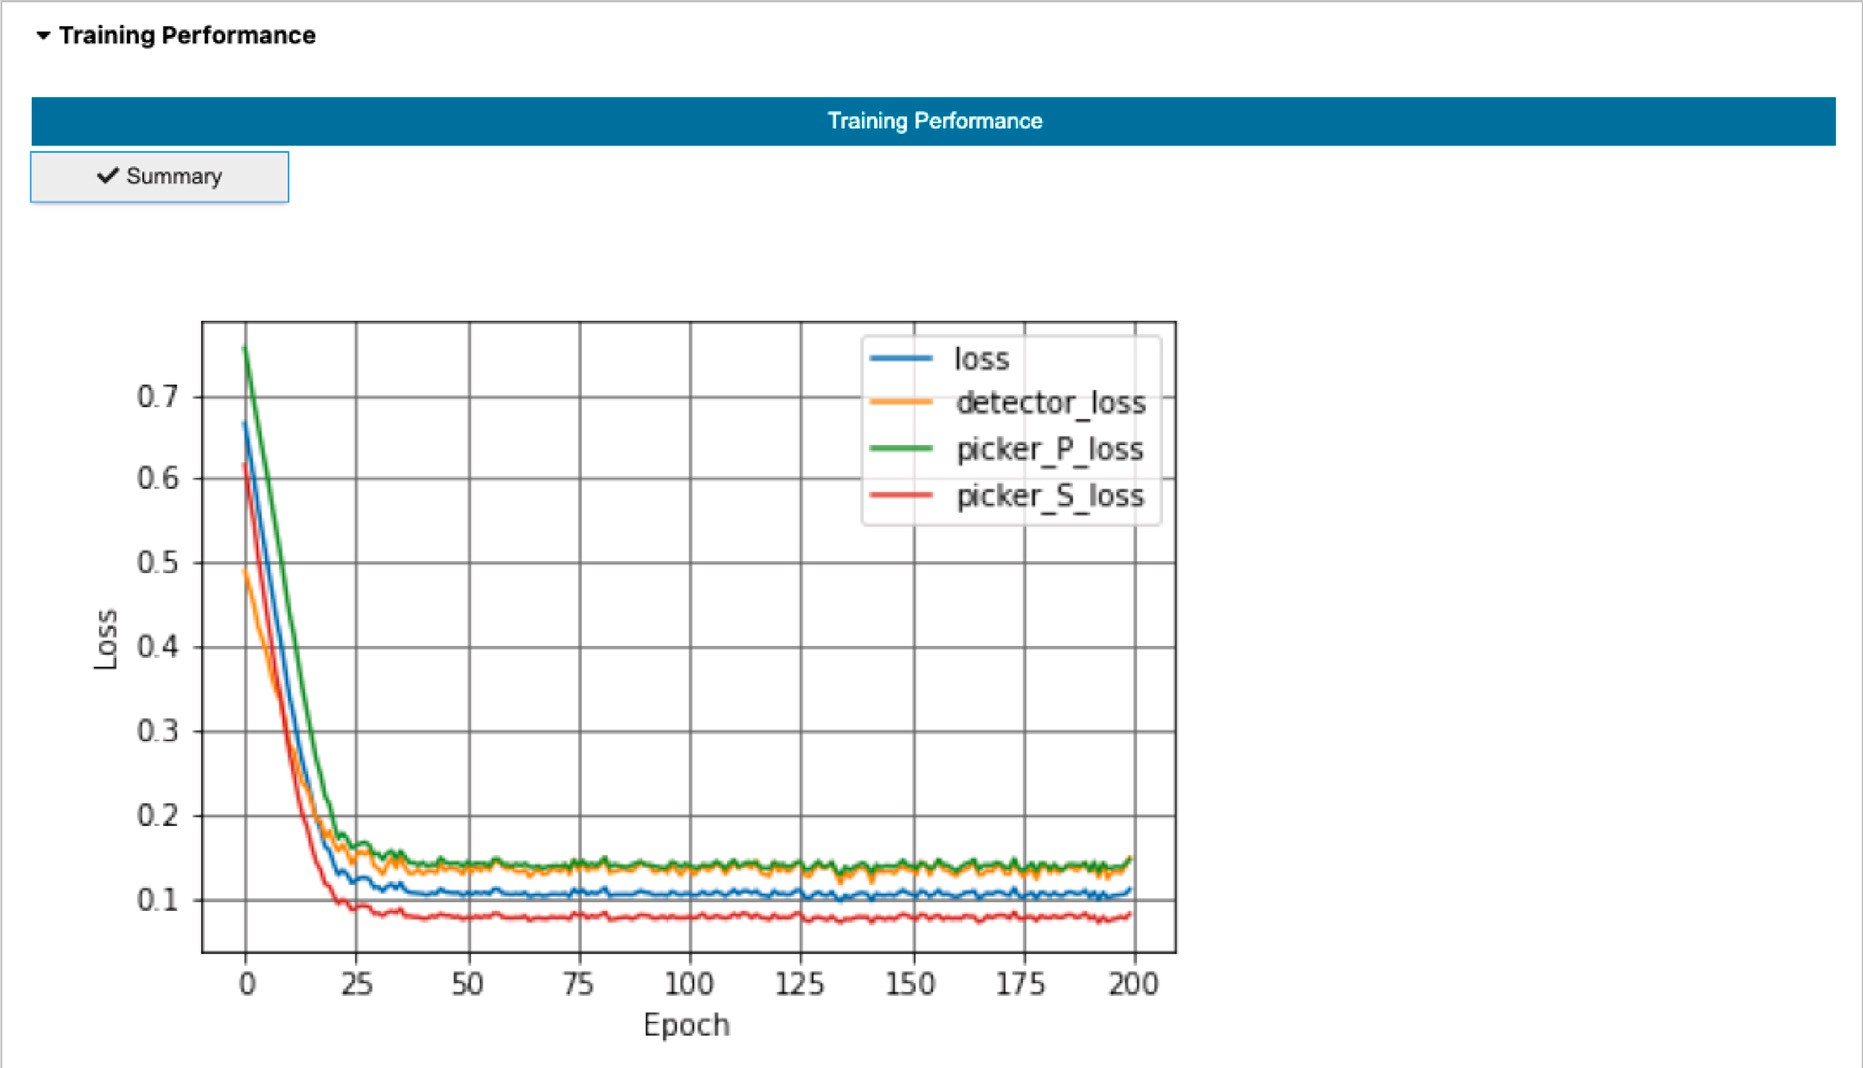 Training Performance
Training Performance
Summary
loss
detector_loss
picker_P_loss
picker_S_loss
0.7
0.6
0.5
0.4
0.3
0.2
0.1
Loss
0 25 50 75 100 125 150 175 200
Epoch